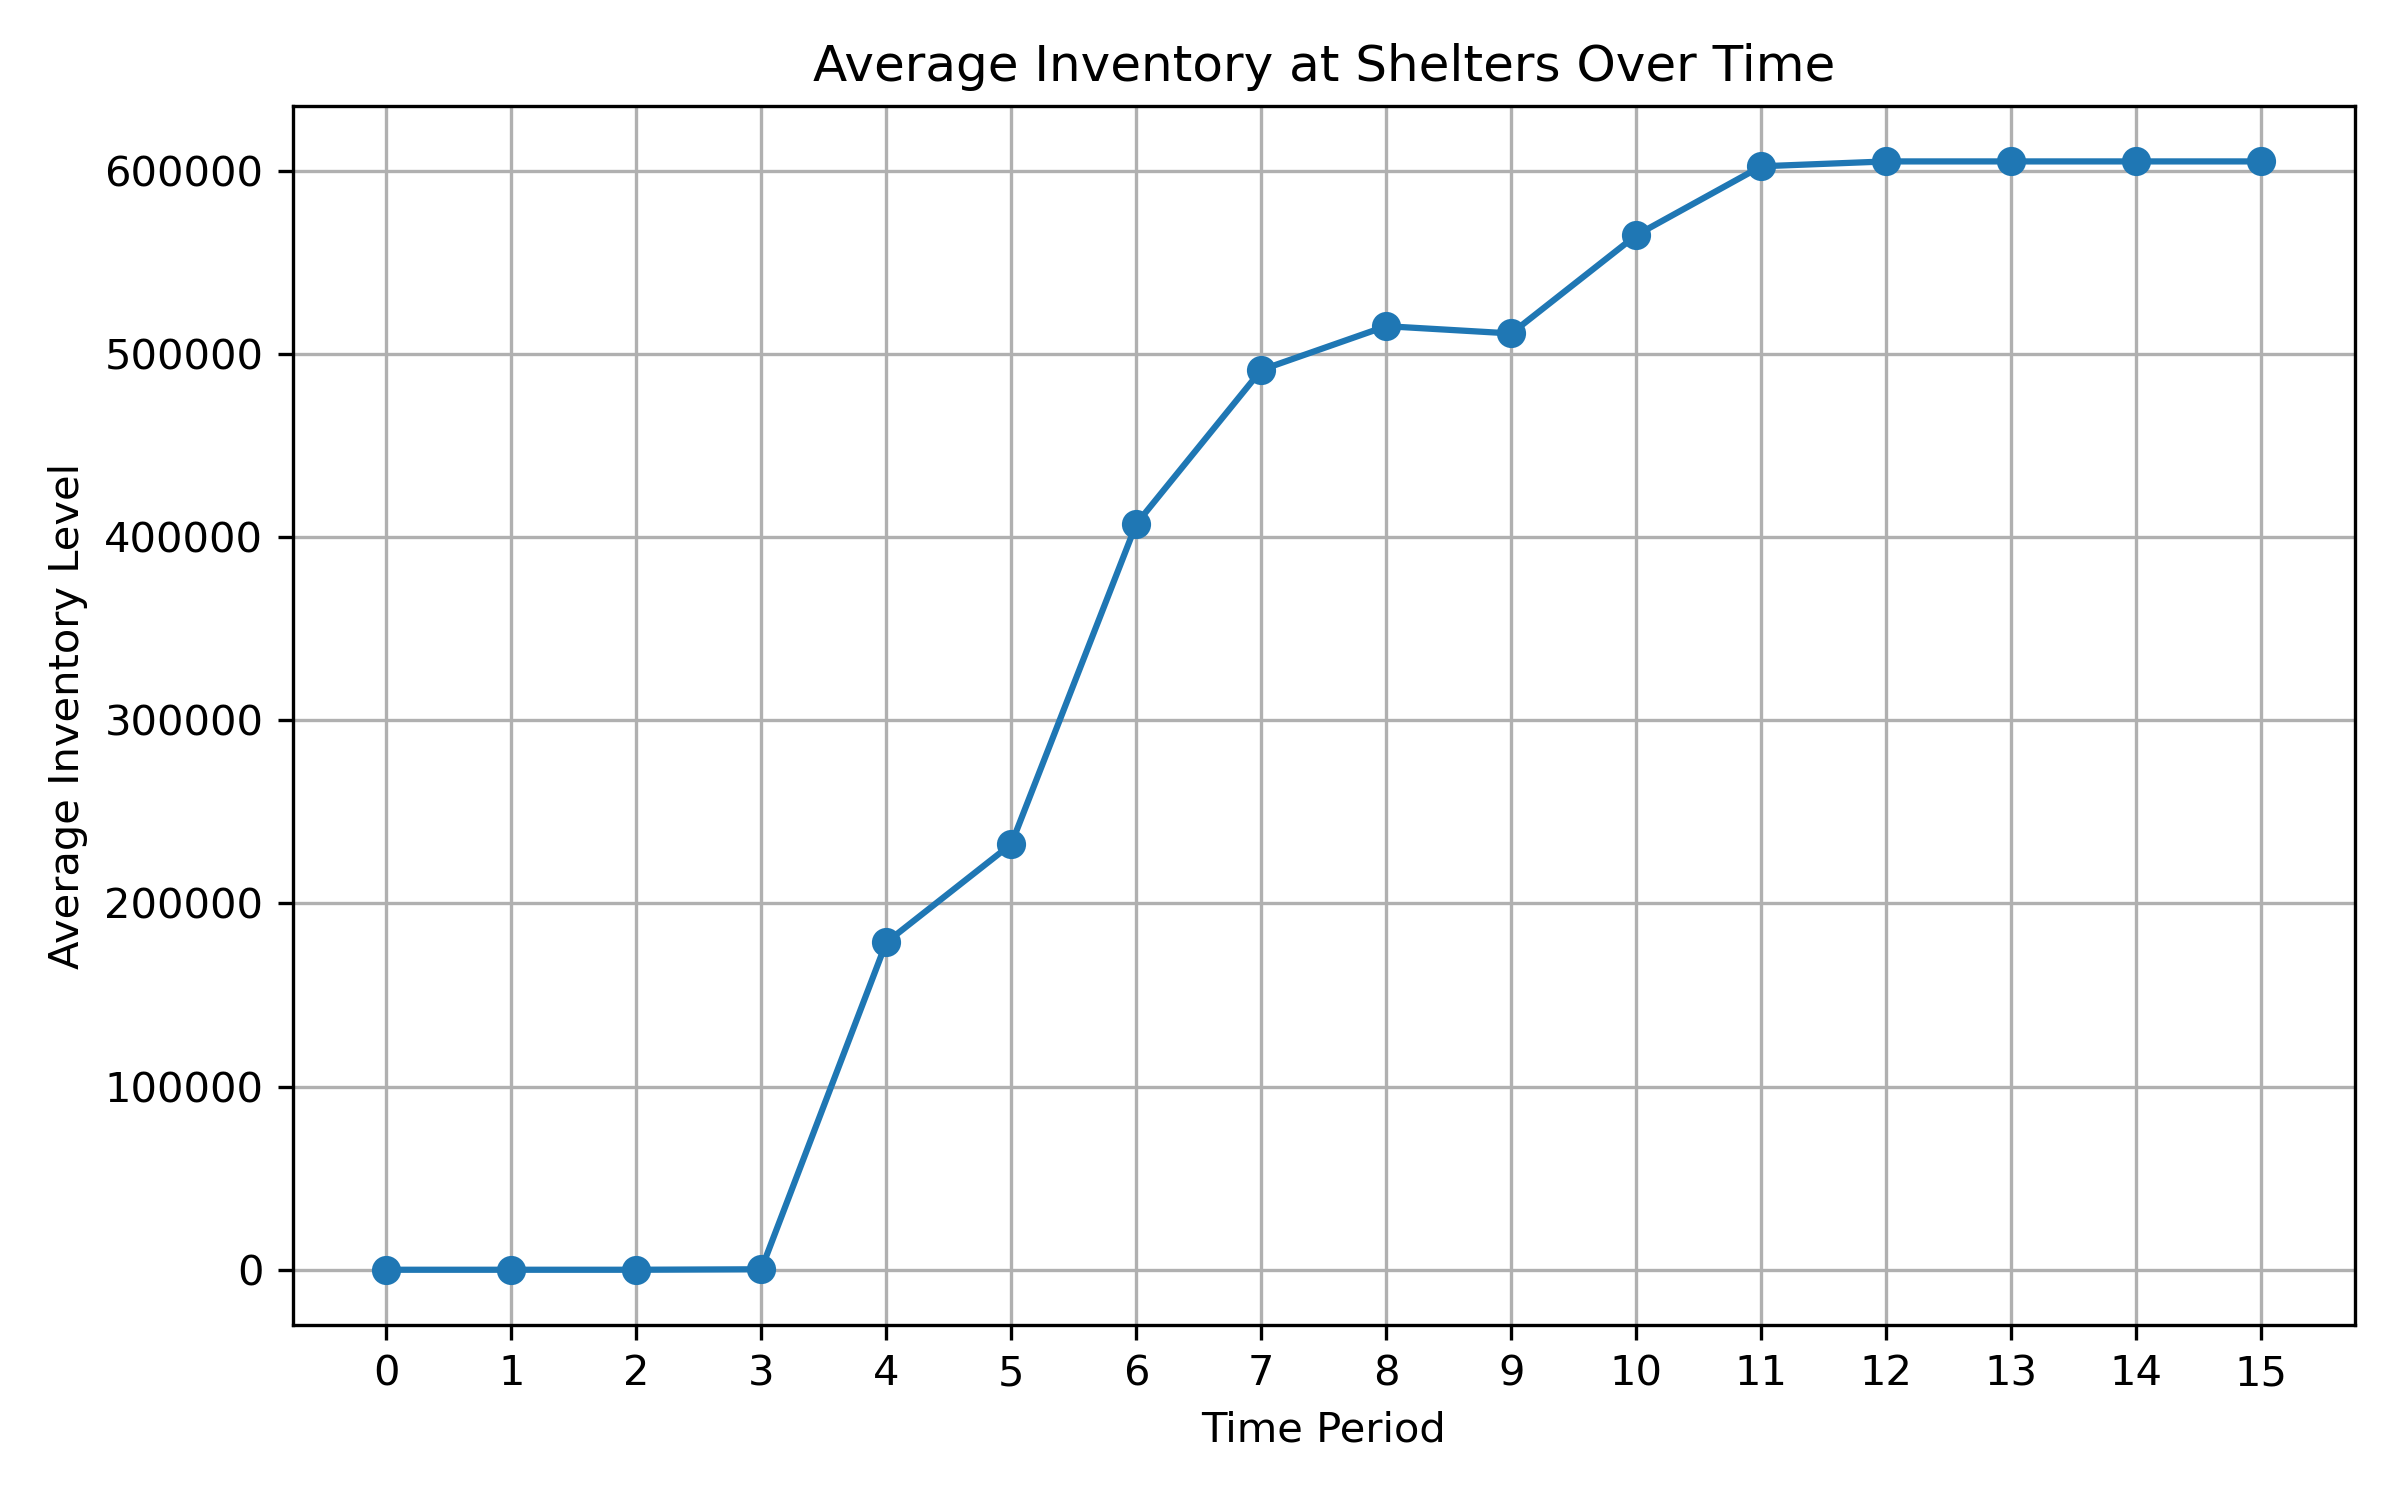 Average Inventory at Shelters Over Time
Average Inventory Level
600000
500000
400000
300000
200000
100000
0
0 1 2 3 4 5 6 7 8 9 10 11 12 13 14 15
Time Period